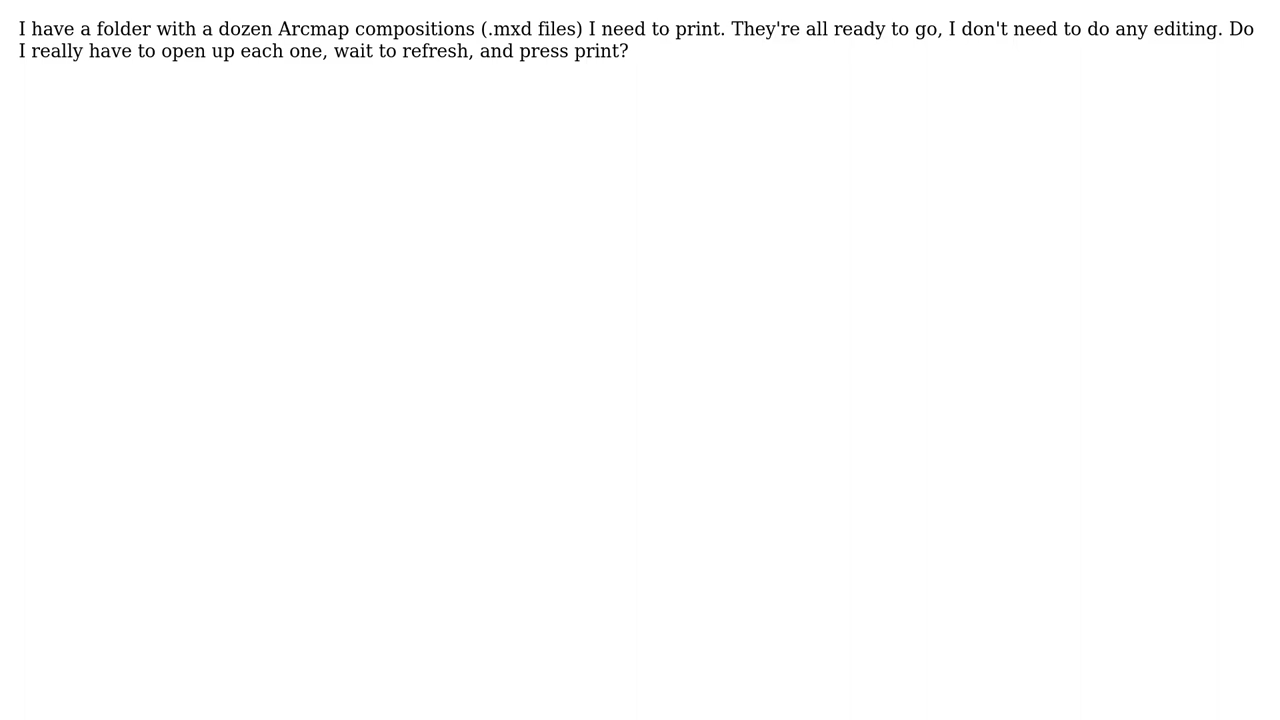 I have a folder with a dozen Arcmap compositions (.mxd files) I need to print. They're all ready to go, I don't need to do any editing. Do
I really have to open up each one, wait to refresh, and press print?